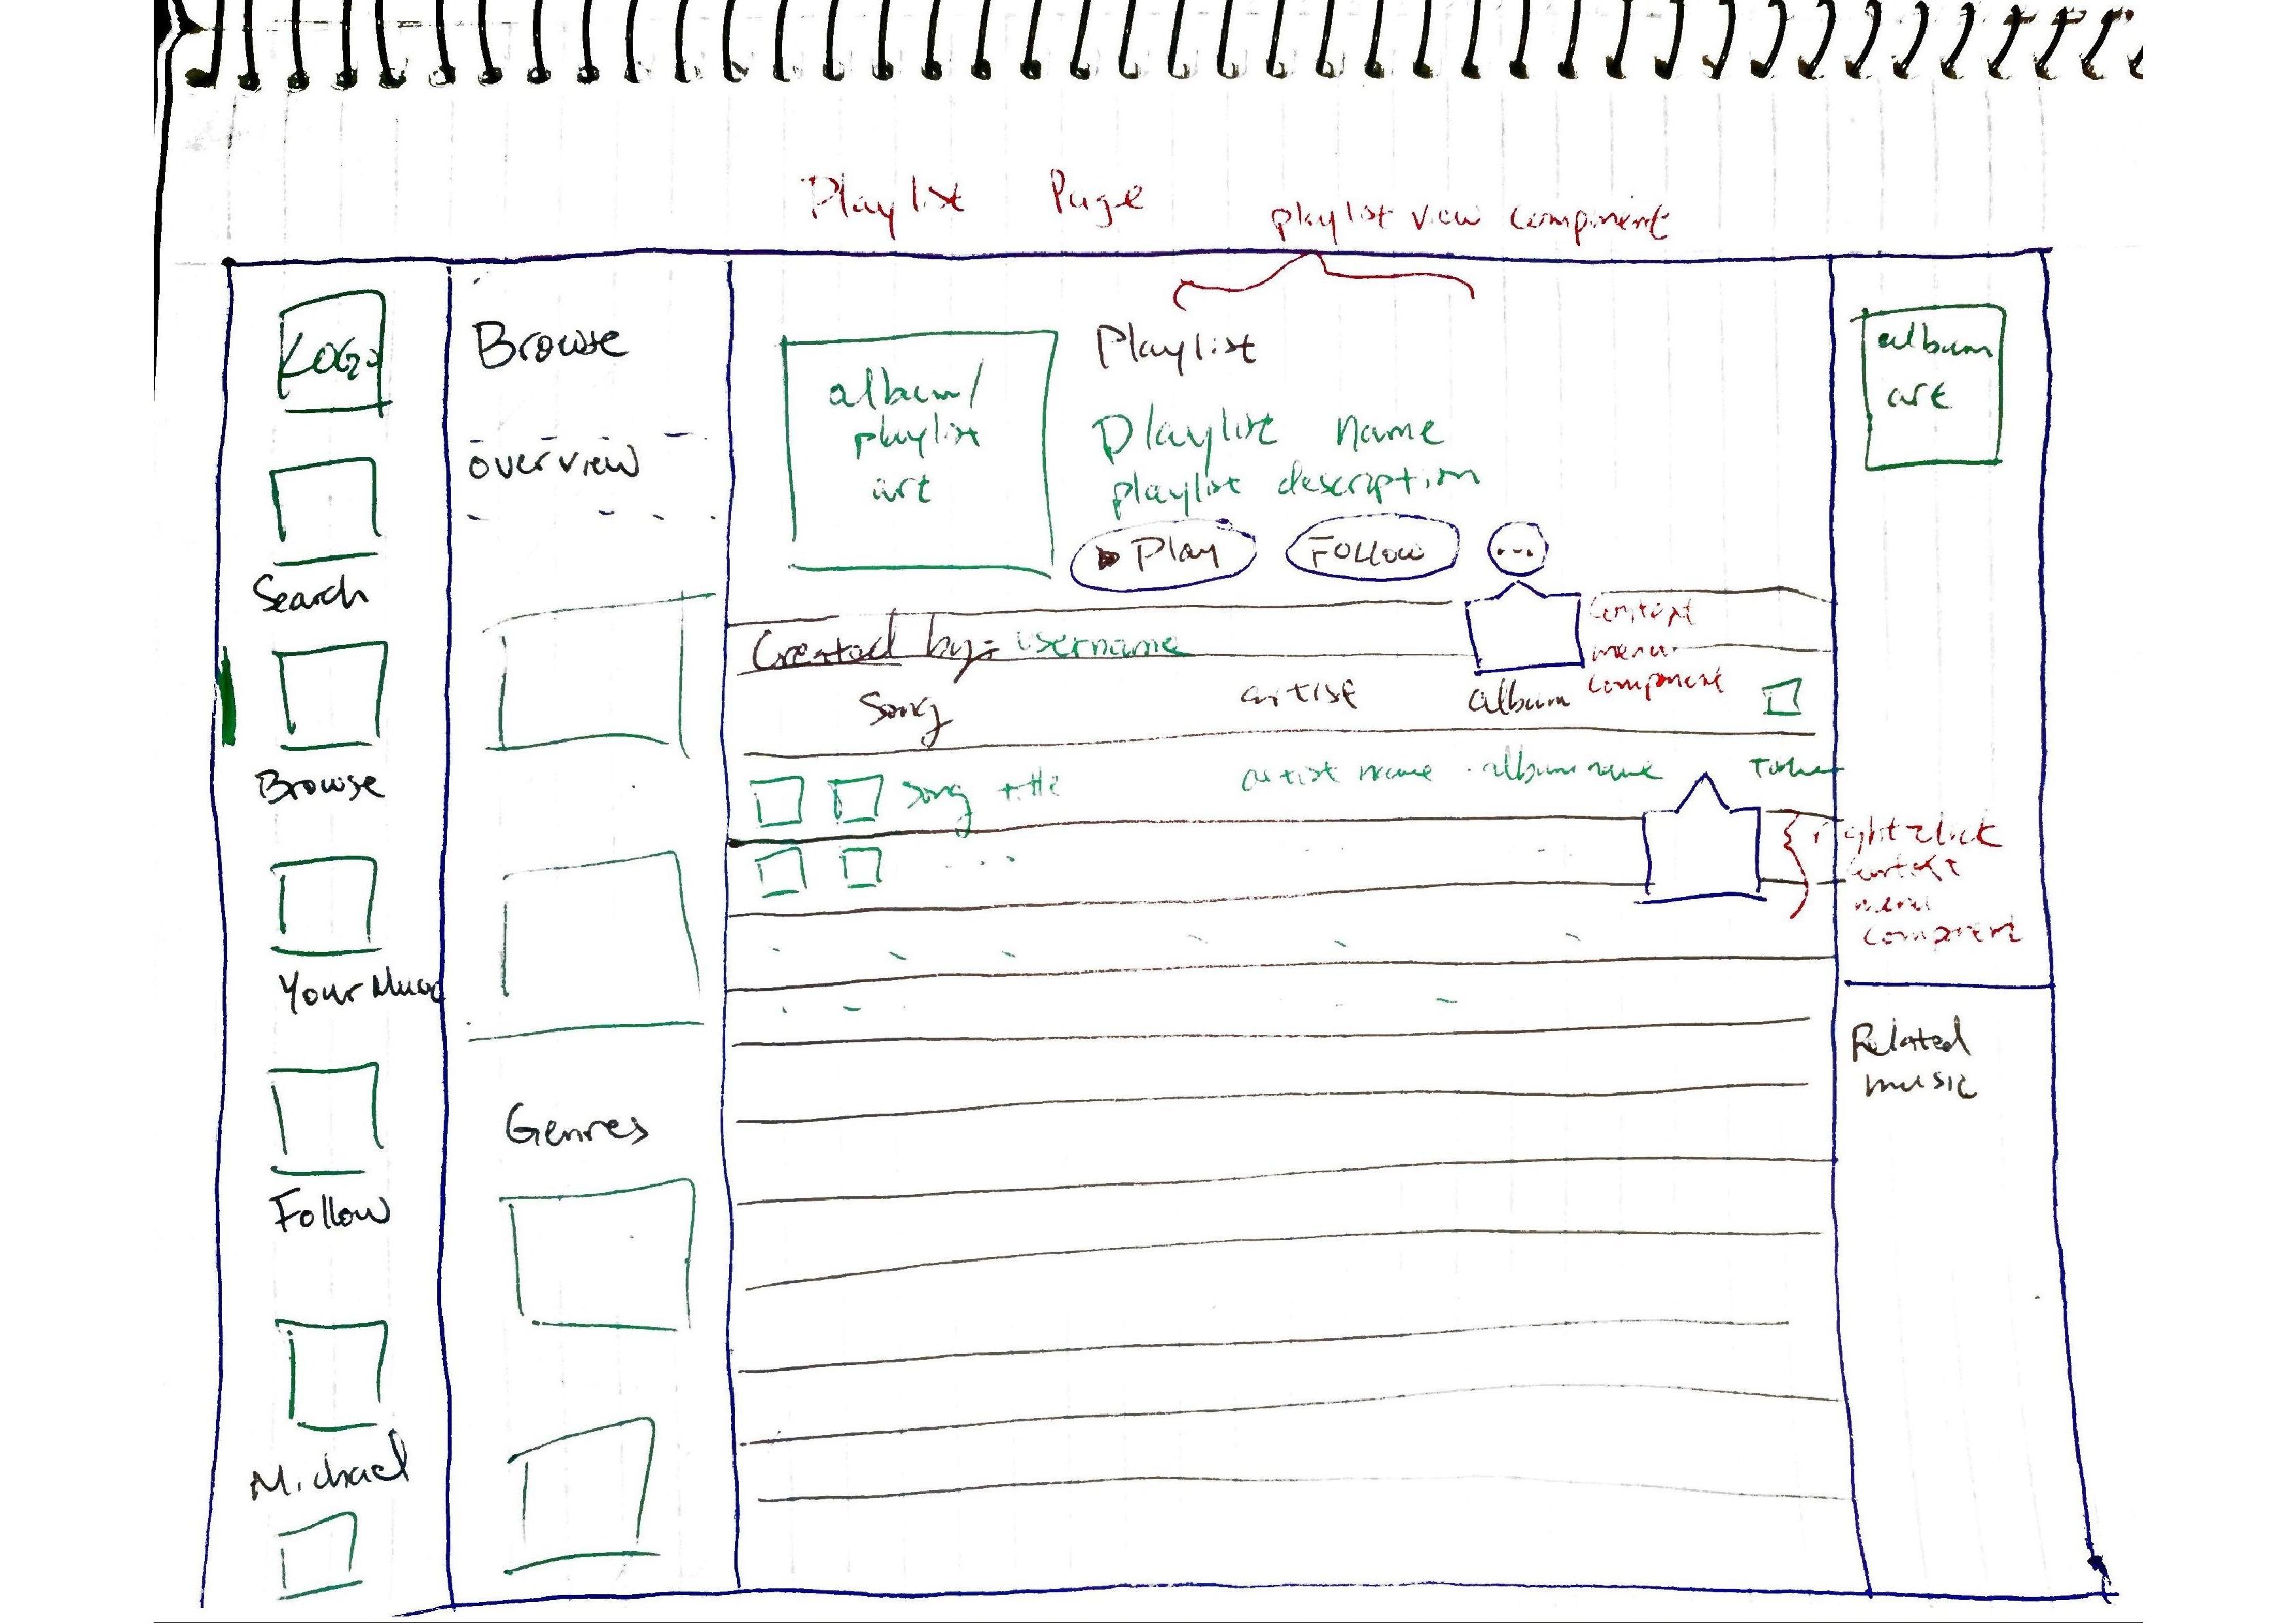 Playlist Page
playlist view component
Logo
Search
Browse
Your Music
Follow
Michael
Browse
overview
Genres
album/
playlist
art
Playlist
Playlist name
playlist description
Play
Follow
...
Created by: username
context
menu
component
Song artist album
song title artist name album name
right click
context
menu
component
album
art
Related
music